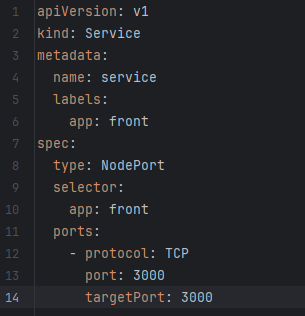 1 apiVersion: v1
2 kind: Service
3 metadata:
4   name: service
5   labels:
6     app: front
7 spec:
8   type: NodePort
9   selector:
10     app: front
11   ports:
12     - protocol: TCP
13       port: 3000
14       targetPort: 3000